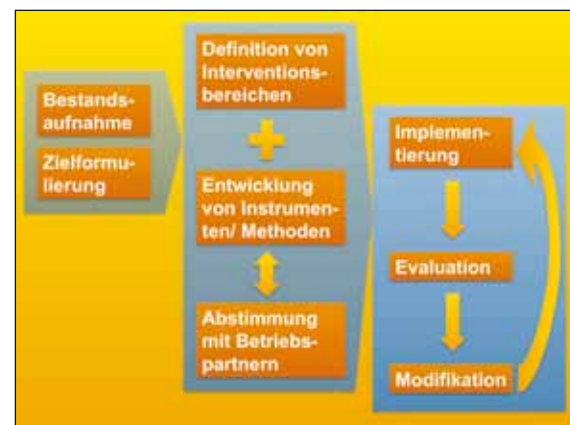 Bestands-
aufnahme
Zielformu-
lierung
Definition von
Interventions-
bereichen
Entwicklung
von Instrumen-
ten/ Methoden
Abstimmung
mit Betriebs-
partnern
Implemen-
tierung
Evaluation
Modifikation